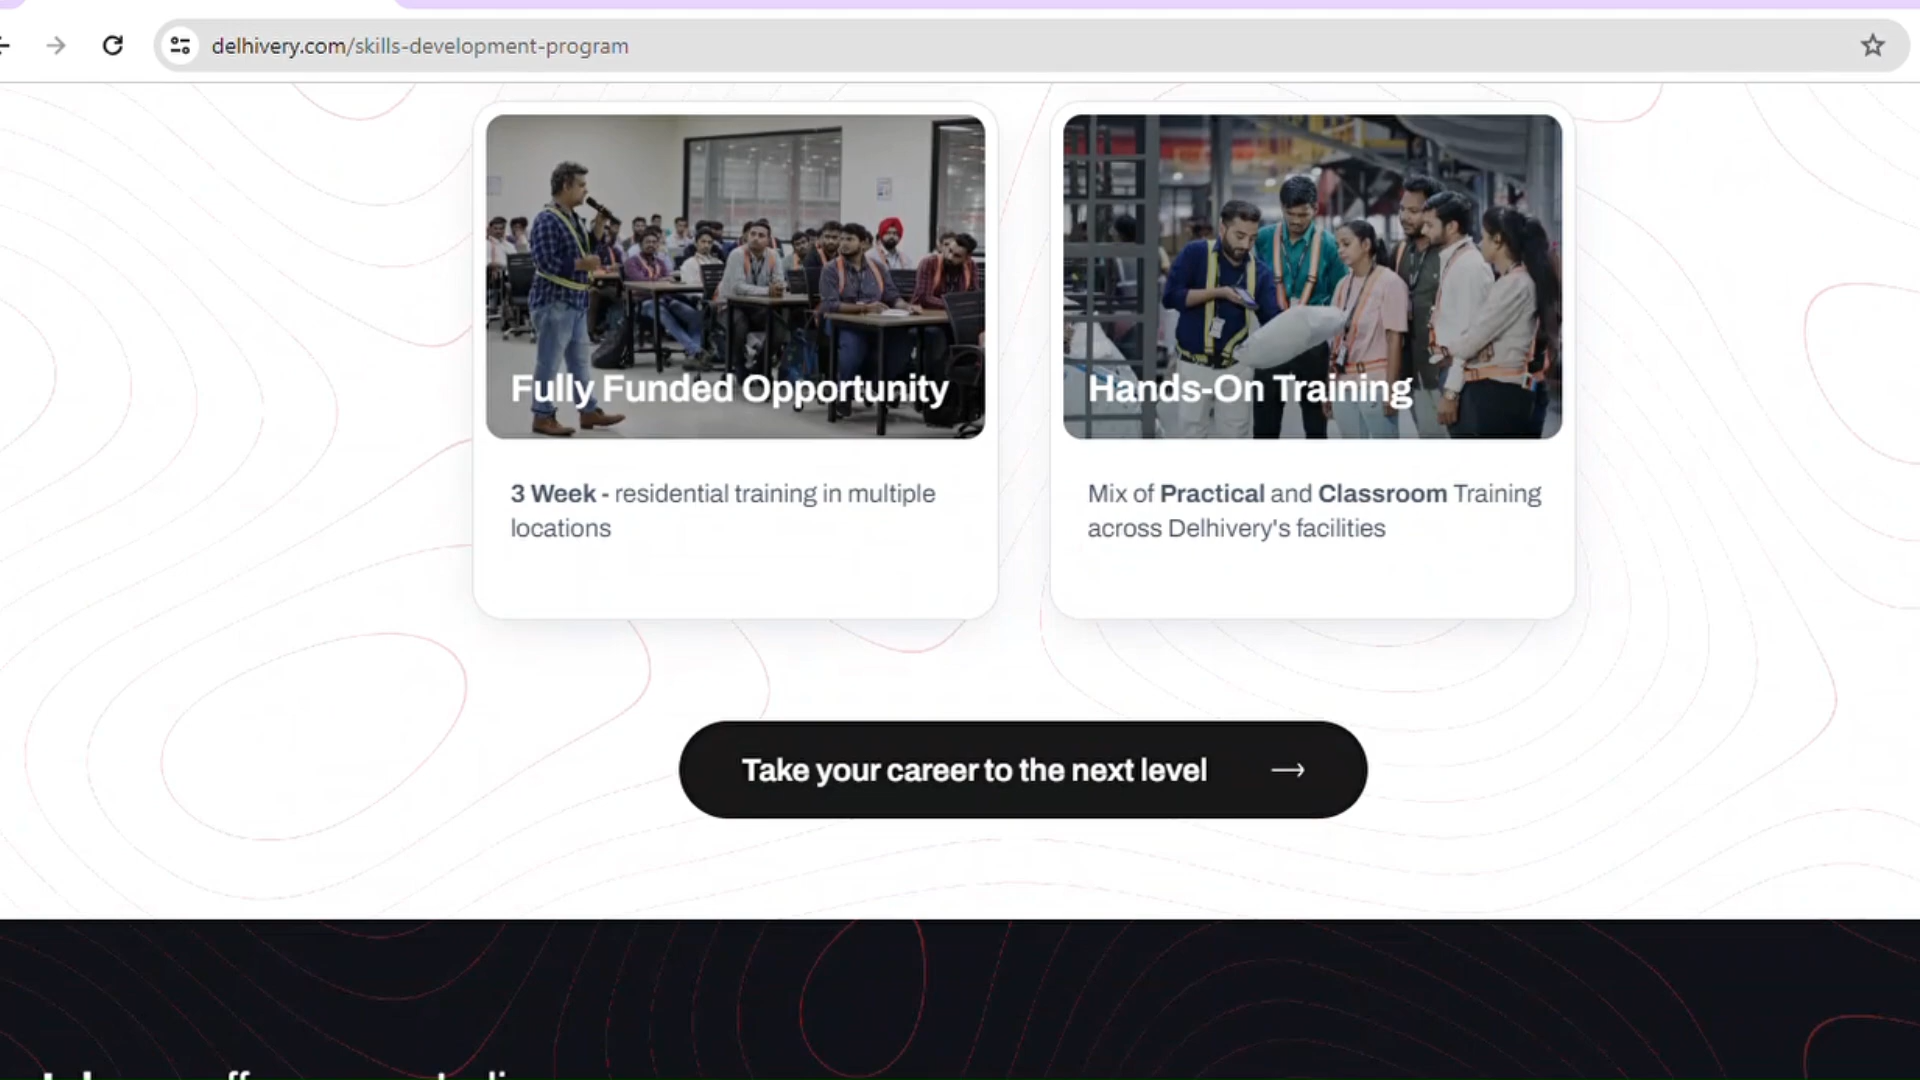 delhivery.com/skills-development-program
Fully Funded Opportunity
Hands-On Training
3 Week - residential training in multiple
locations
Mix of Practical and Classroom Training
across Delhivery's facilities
Take your career to the next level